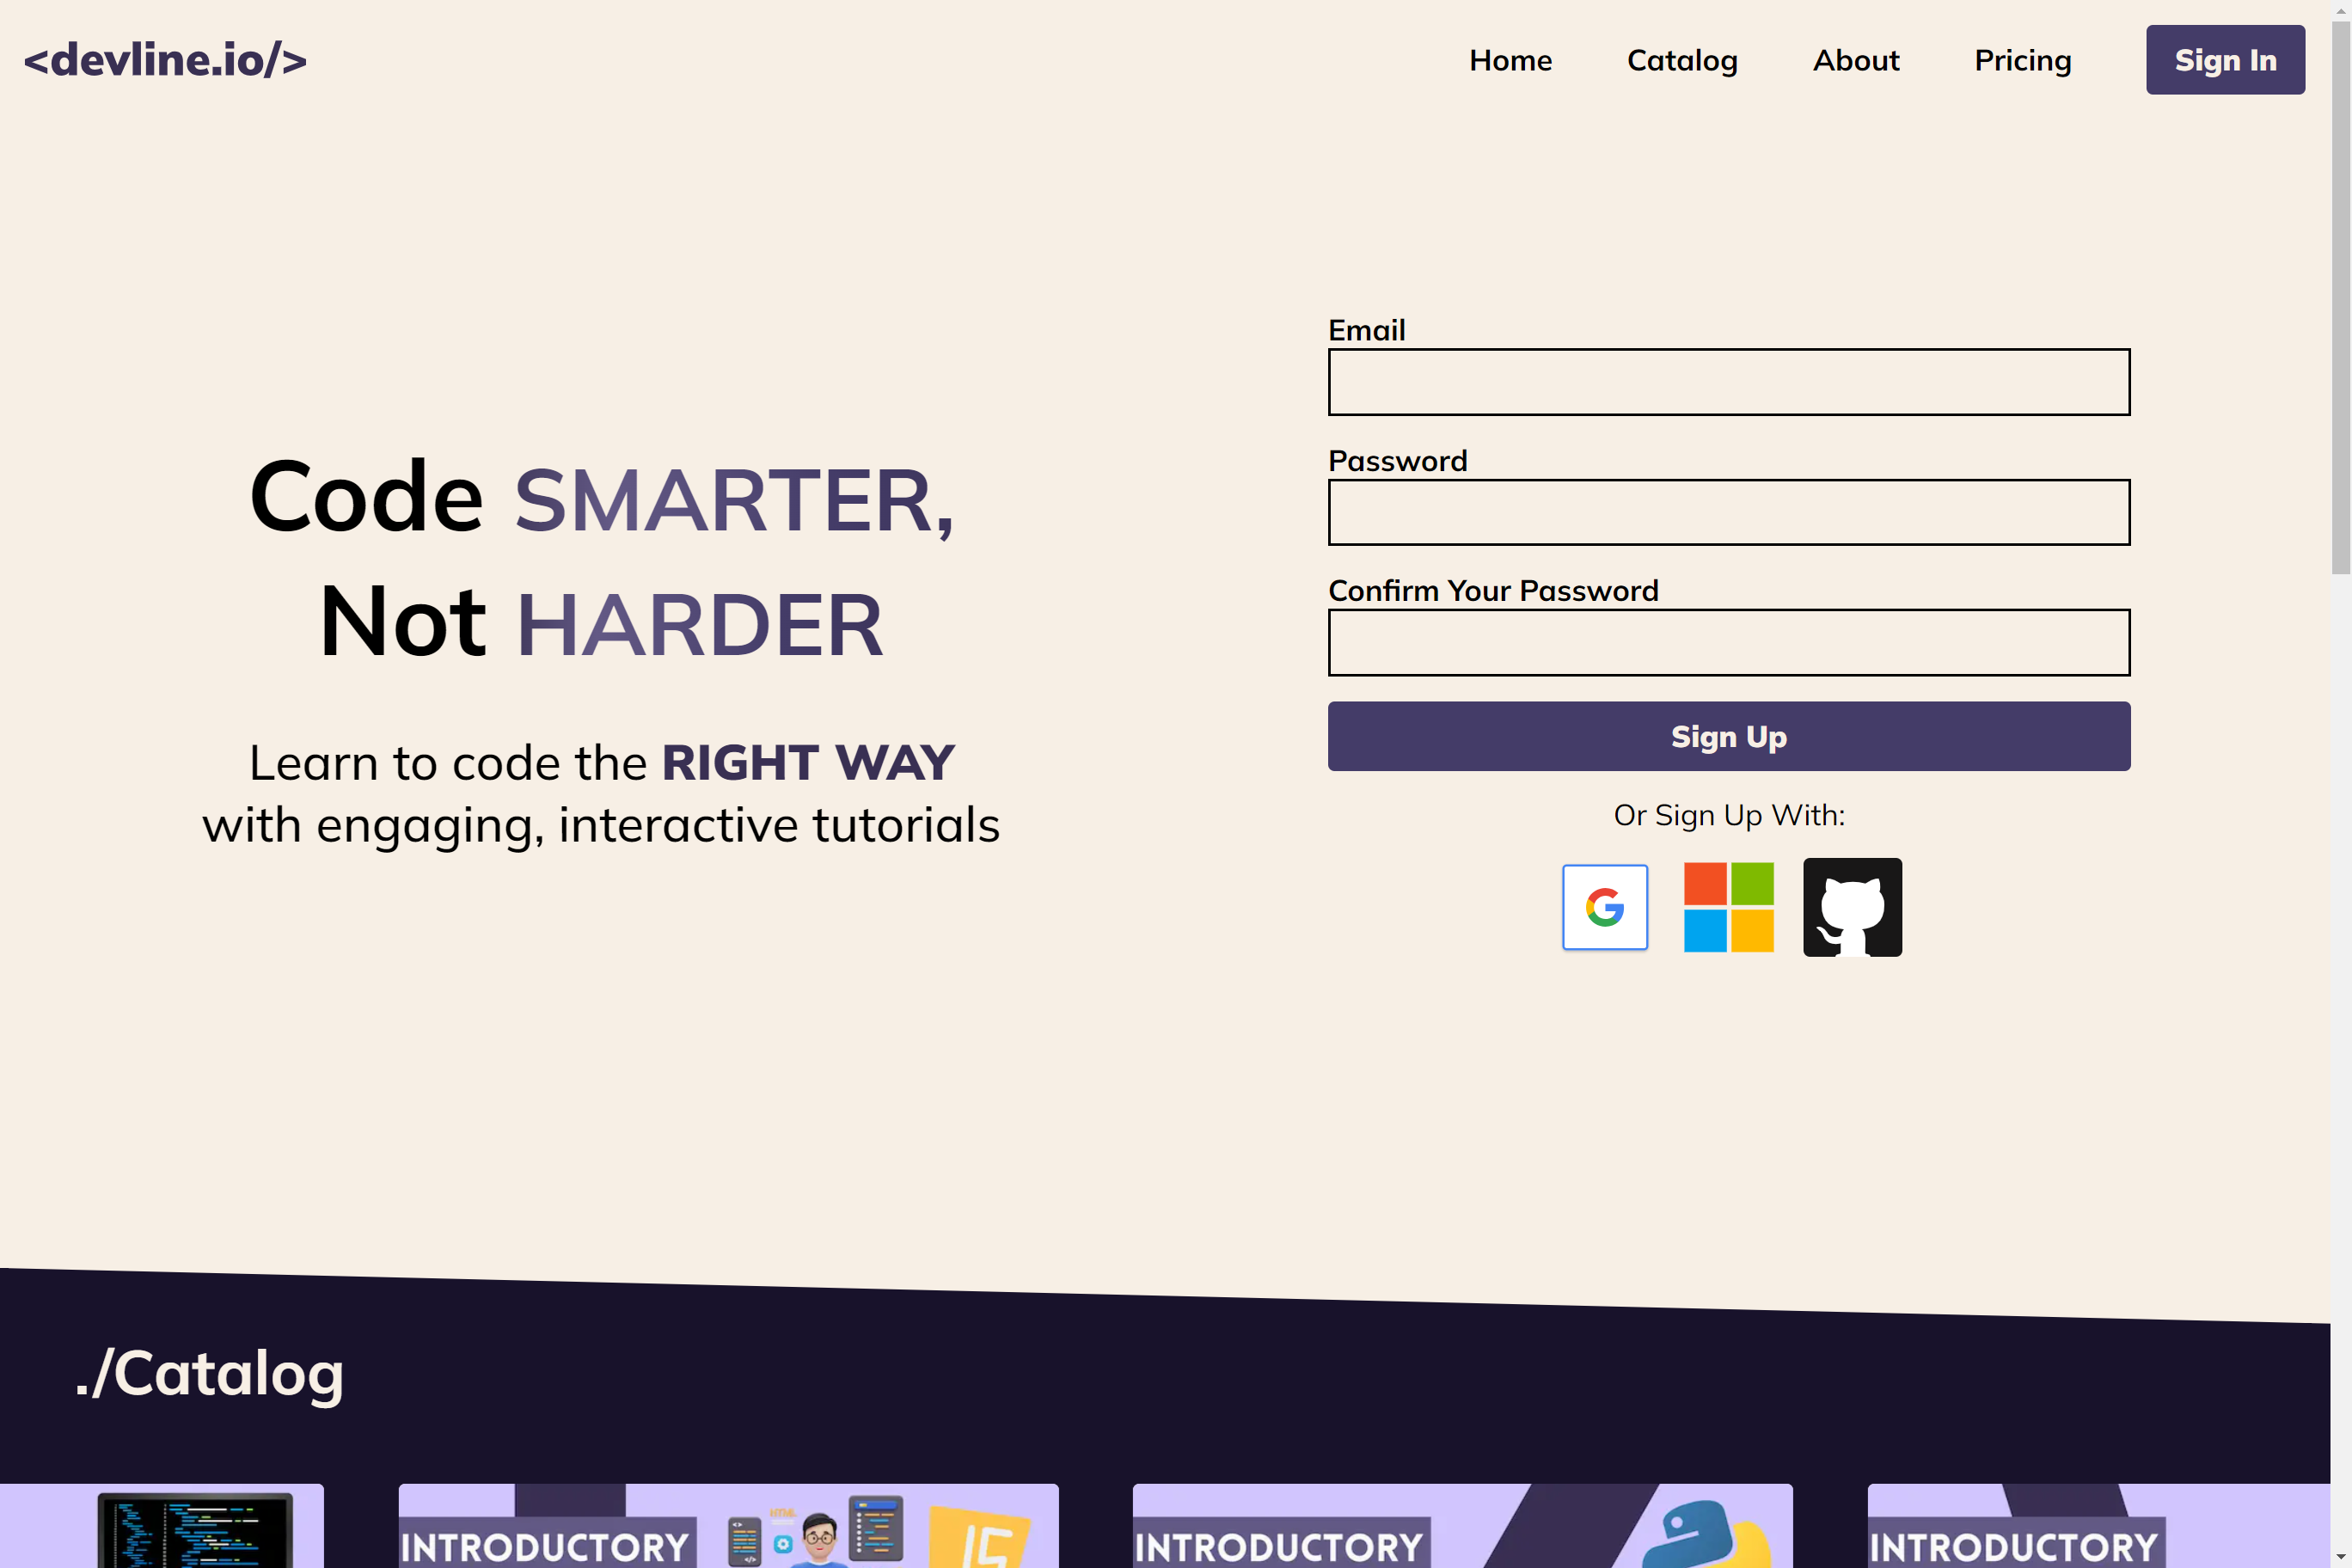 <devline.io/>
Home
Catalog
About
Pricing
Sign In
Code SMARTER,
Not HARDER
Learn to code the RIGHT WAY
with engaging, interactive tutorials
Email
Password
Confirm Your Password
Sign Up
Or Sign Up With:
./Catalog
INTRODUCTORY
INTRODUCTORY
INTRODUCTORY